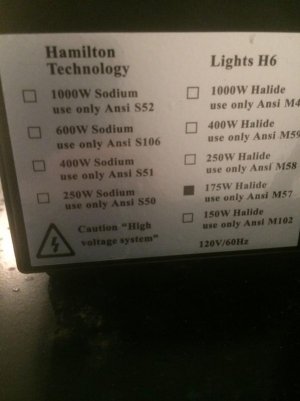 Hamilton
Technology
1000W Sodium
use only Ansi S52
600W Sodium
use only Ansi S106
400W Sodium
use only Ansi S51
250W Sodium
use only Ansi S50
Caution "High
voltage system"
Lights H6
1000W Halide
use only Ansi M4
400W Halide
use only Ansi M59
250W Halide
use only Ansi M58
175W Halide
use only Ansi M57
150W Halide
use only Ansi M102
120V/60Hz